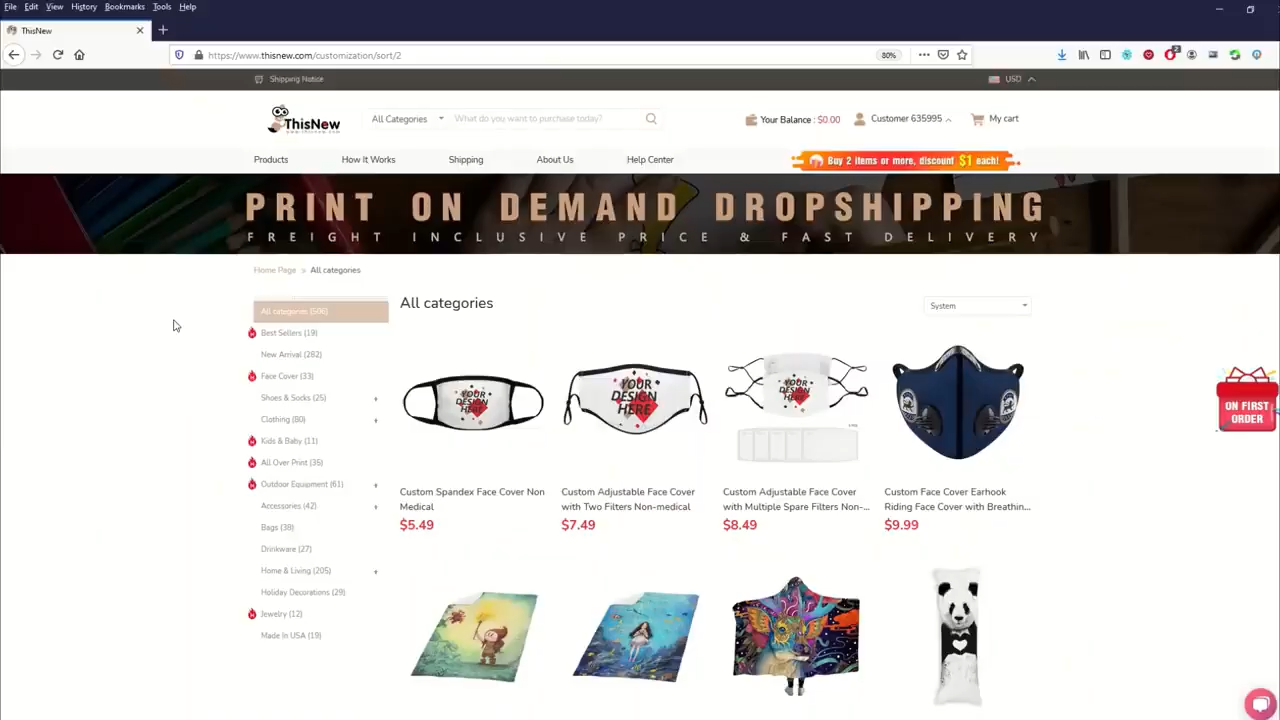 File Edit View History Bookmarks Tools Help
ThisNew
https://www.thisnew.com/customization/sort/2
80%
2
Shipping Notice
USD
ThisNew
www.thisnew.com
All Categories
What do you want to purchase today?
Your Balance : $0.00
Customer 635995
My cart
Products
How It Works
Shipping
About Us
Help Center
Buy 2 items or more, discount $1 each!
PRINT ON DEMAND DROPSHIPPING
FREIGHT INCLUSIVE PRICE & FAST DELIVERY
Home Page » All categories
All categories (506)
Best Sellers (19)
New Arrival (282)
Face Cover (33)
Shoes & Socks (25)
Clothing (80)
Kids & Baby (11)
All Over Print (35)
Outdoor Equipment (61)
Accessories (42)
Bags (38)
Drinkware (27)
Home & Living (205)
Holiday Decorations (29)
Jewelry (12)
Made In USA (19)
All categories
System
YOUR
DESIGN
HERE
YOUR
DESIGN
HERE
YOUR
DESIGN
HERE
Custom Spandex Face Cover Non
Medical
$5.49
Custom Adjustable Face Cover
with Two Filters Non-medical
$7.49
Custom Adjustable Face Cover
with Multiple Spare Filters Non-...
$8.49
Custom Face Cover Earhook
Riding Face Cover with Breathin...
$9.99
ON FIRST
ORDER